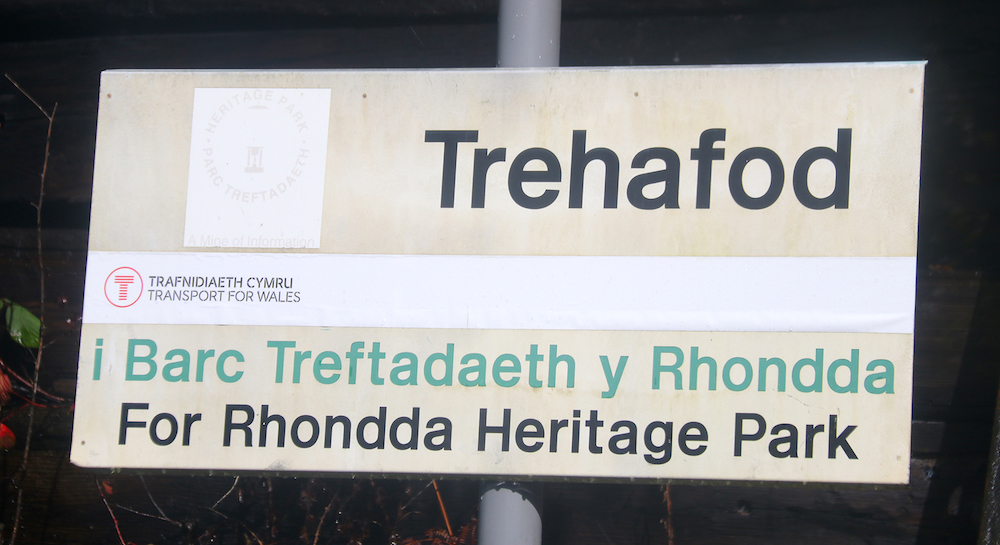 HERITAGE PARK
PARC TREFTADAETH
A Mine of Information
Trehafod
TRAFNIDIAETH CYMRU
TRANSPORT FOR WALES
i Barc Treftadaeth y Rhondda
For Rhondda Heritage Park